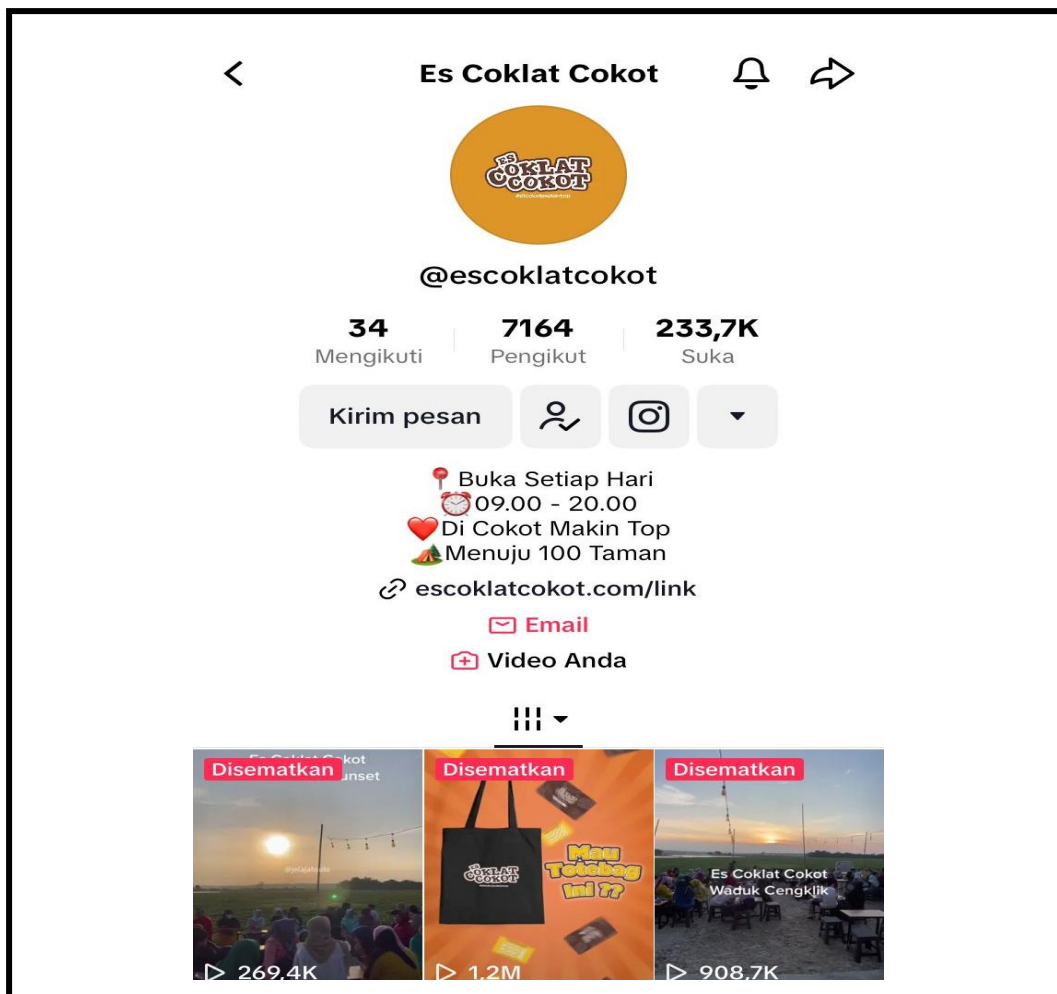 Es Coklat Cokot
ES
COKLAT
COKOT
@escoklatcokot
34
7164
233,7K
Mengikuti
Pengikut
Suka
Kirim pesan
Buka Setiap Hari
09.00 - 20.00
Di Cokot Makin Top
Menuju 100 Taman
escoklatcokot.com/link
Email
Video Anda
Disematkan
Disematkan
Disematkan
ES
COKLAT
COKOT
Mau
Totebag
Ini ??
Es Coklat Cokot
Waduk Cengklik
269,4K
1,2M
908,7K